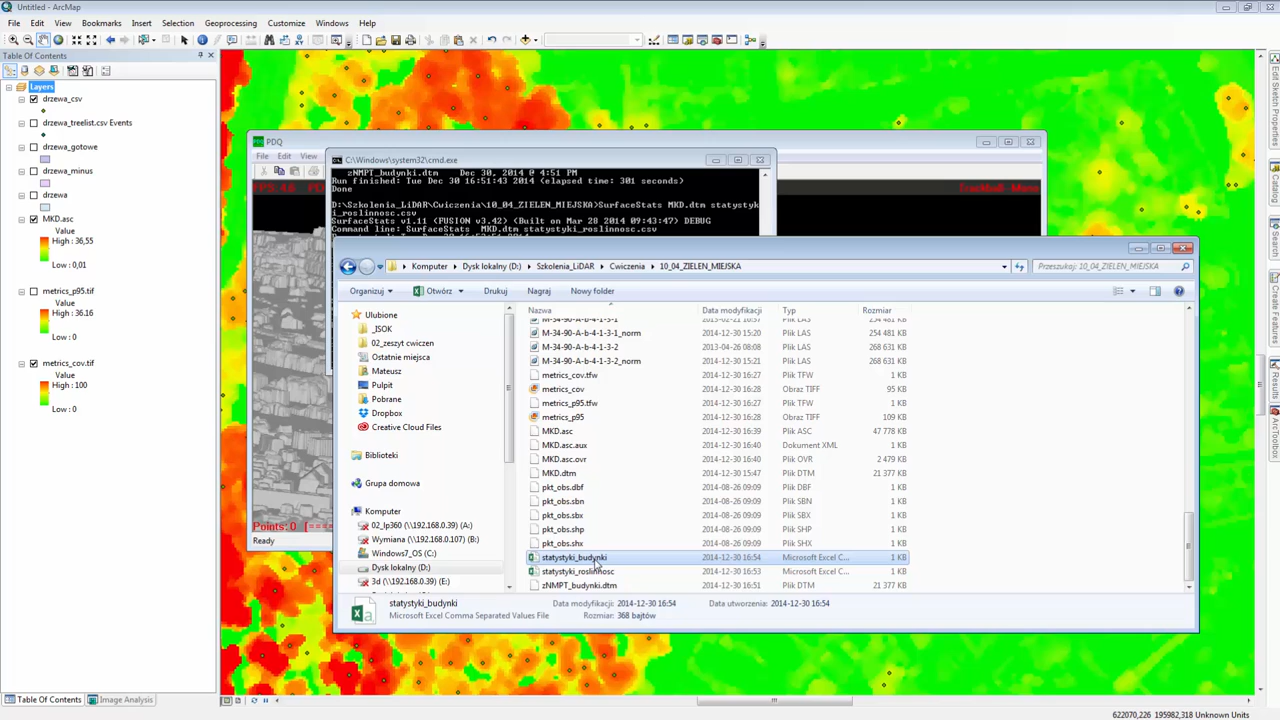 Untitled - ArcMap
File Edit View Bookmarks Insert Selection Geoprocessing Customize Windows Help
Table Of Contents
Layers
drzewa_csv
drzewa_treelist.csv Events
drzewa_gotowe
drzewa_minus
drzewa
MKD.asc
Value
High : 36,55
Low : 0,01
metrics_p95.tif
Value
High : 36.16
Low : 0
metrics_cov.tif
Value
High : 100
Low : 0
PDQ
File Edit View
Points: 0
Ready
C:\Windows\system32\cmd.exe
zNMPT_budynki.dtm Dec 30, 2014 @ 4:51 PM
Run finished: Tue Dec 30 16:51:43 2014 (elapsed time: 301 seconds)
Done
D:\Szkolenia_LiDAR\Cwiczenia\10_04_ZIELEN_MIEJSKA>SurfaceStats MKD.dtm statystyk
i_roslinnosc.csv
SurfaceStats v1.11 (FUSION v3.42) (Built on Mar 28 2014 09:43:47) DEBUG
Command line: SurfaceStats MKD.dtm statystyki_roslinnosc.csv
Komputer Dysk lokalny (D:) Szkolenia_LiDAR Cwiczenia 10_04_ZIELEN_MIEJSKA
Przeszukaj: 10_04_ZIELEN_MIEJSKA
Organizuj Otwórz Drukuj Nagraj Nowy folder
Ulubione
_ISOK
02_zeszyt cwiczen
Ostatnie miejsca
Mateusz
Pulpit
Pobrane
Dropbox
Creative Cloud Files
Biblioteki
Grupa domowa
Komputer
02_lp360 (\\192.168.0.39) (A:)
Wymiana (\\192.168.0.107) (B:)
Windows7_OS (C:)
Dysk lokalny (D:)
3d (\\192.168.0.39) (E:)
Nazwa Data modyfikacji Typ Rozmiar
M-34-90-A-b-4-1-3-1 Plik LAS 254 481 KB
M-34-90-A-b-4-1-3-1_norm 2014-12-30 15:20 Plik LAS 254 481 KB
M-34-90-A-b-4-1-3-2 2013-04-26 08:08 Plik LAS 268 631 KB
M-34-90-A-b-4-1-3-2_norm 2014-12-30 15:21 Plik LAS 268 631 KB
metrics_cov.tfw 2014-12-30 16:27 Plik TFW 1 KB
metrics_cov 2014-12-30 16:28 Obraz TIFF 95 KB
metrics_p95.tfw 2014-12-30 16:27 Plik TFW 1 KB
metrics_p95 2014-12-30 16:28 Obraz TIFF 109 KB
MKD.asc 2014-12-30 16:39 Plik ASC 47 778 KB
MKD.asc.aux 2014-12-30 16:40 Dokument XML 1 KB
MKD.asc.ovr 2014-12-30 16:40 Plik OVR 2 479 KB
MKD.dtm 2014-12-30 15:47 Plik DTM 21 377 KB
pkt_obs.dbf 2014-08-26 09:09 Plik DBF 1 KB
pkt_obs.sbn 2014-08-26 09:09 Plik SBN 1 KB
pkt_obs.sbx 2014-08-26 09:09 Plik SBX 1 KB
pkt_obs.shp 2014-08-26 09:09 Plik SHP 1 KB
pkt_obs.shx 2014-08-26 09:09 Plik SHX 1 KB
statystyki_budynki 2014-12-30 16:54 Microsoft Excel C... 1 KB
statystyki_roslinnosc 2014-12-30 16:53 Microsoft Excel C... 1 KB
zNMPT_budynki.dtm 2014-12-30 16:51 Plik DTM 21 377 KB
statystyki_budynki Data modyfikacji: 2014-12-30 16:54 Data utworzenia: 2014-12-30 16:54
Microsoft Excel Comma Separated Values File Rozmiar: 368 bajtów
Edit Sketch Properties
Catalog
Search
Create Features
Results
ArcToolbox
Table Of Contents Image Analysis
622070,226 195982,318 Unknown Units